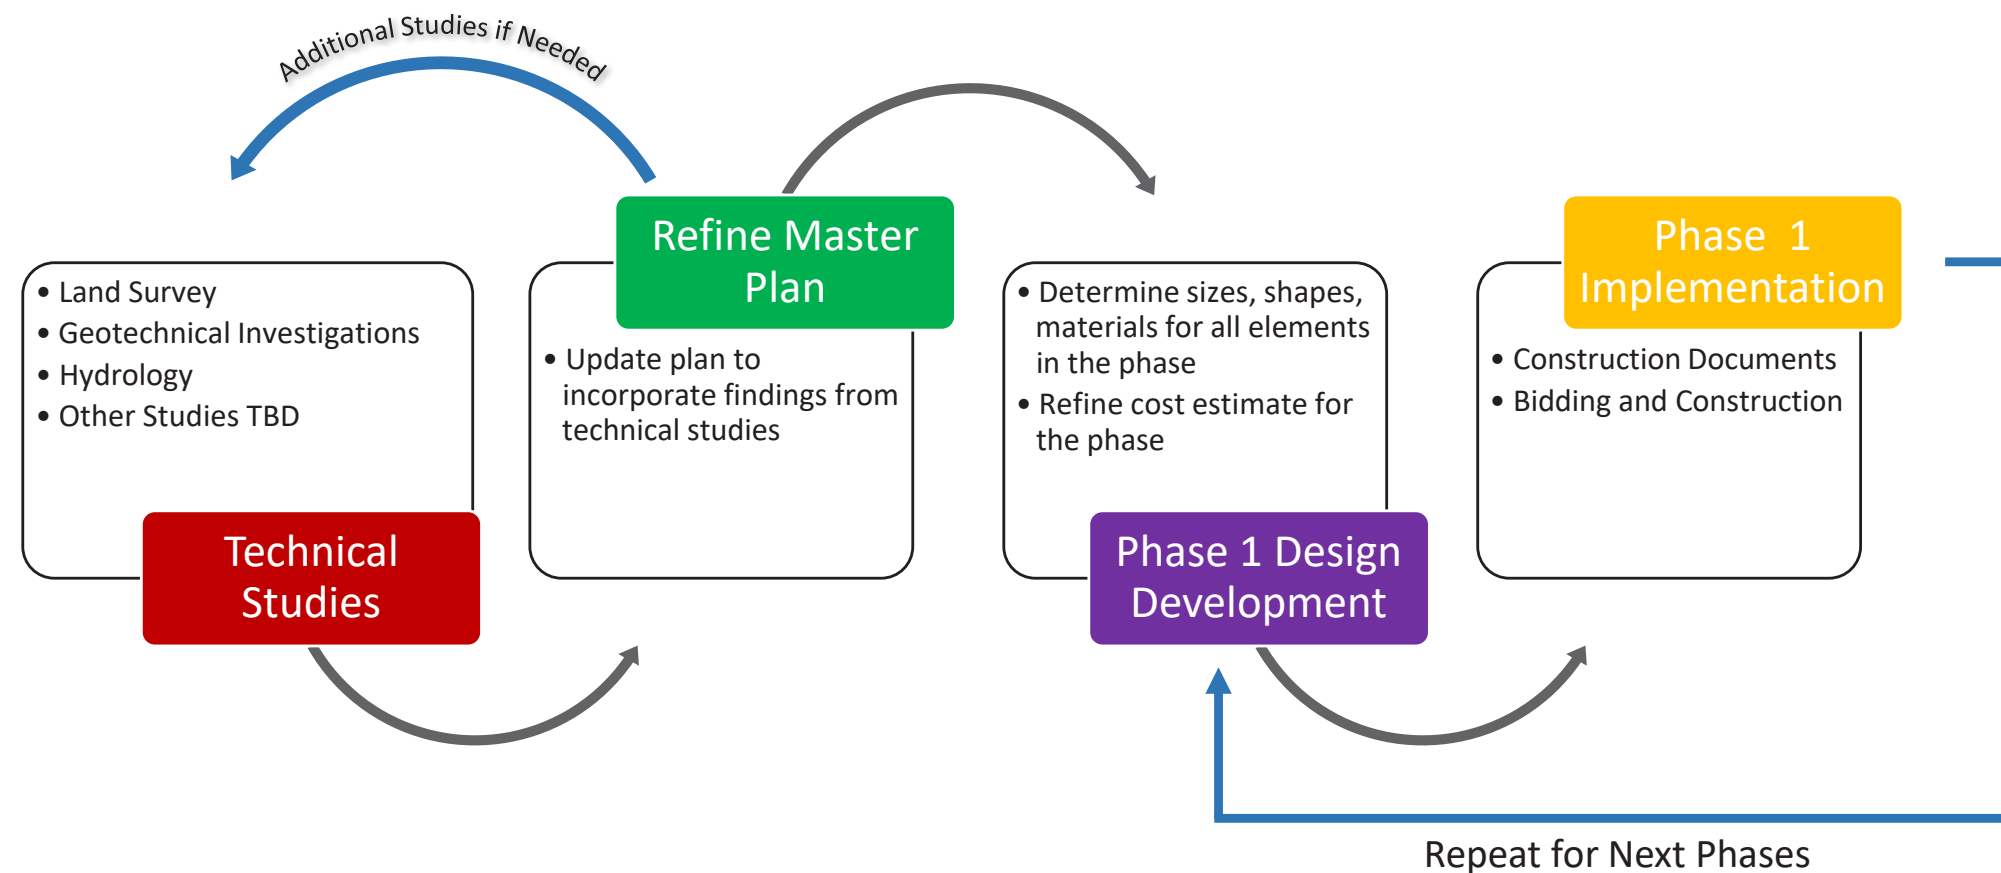 Additional Studies if Needed
• Land Survey
• Geotechnical Investigations
• Hydrology
• Other Studies TBD
Technical
Studies
Refine Master
Plan
• Update plan to
incorporate findings from
technical studies
• Determine sizes, shapes,
materials for all elements
in the phase
• Refine cost estimate for
the phase
Phase 1 Design
Development
Phase 1
Implementation
• Construction Documents
• Bidding and Construction
Repeat for Next Phases